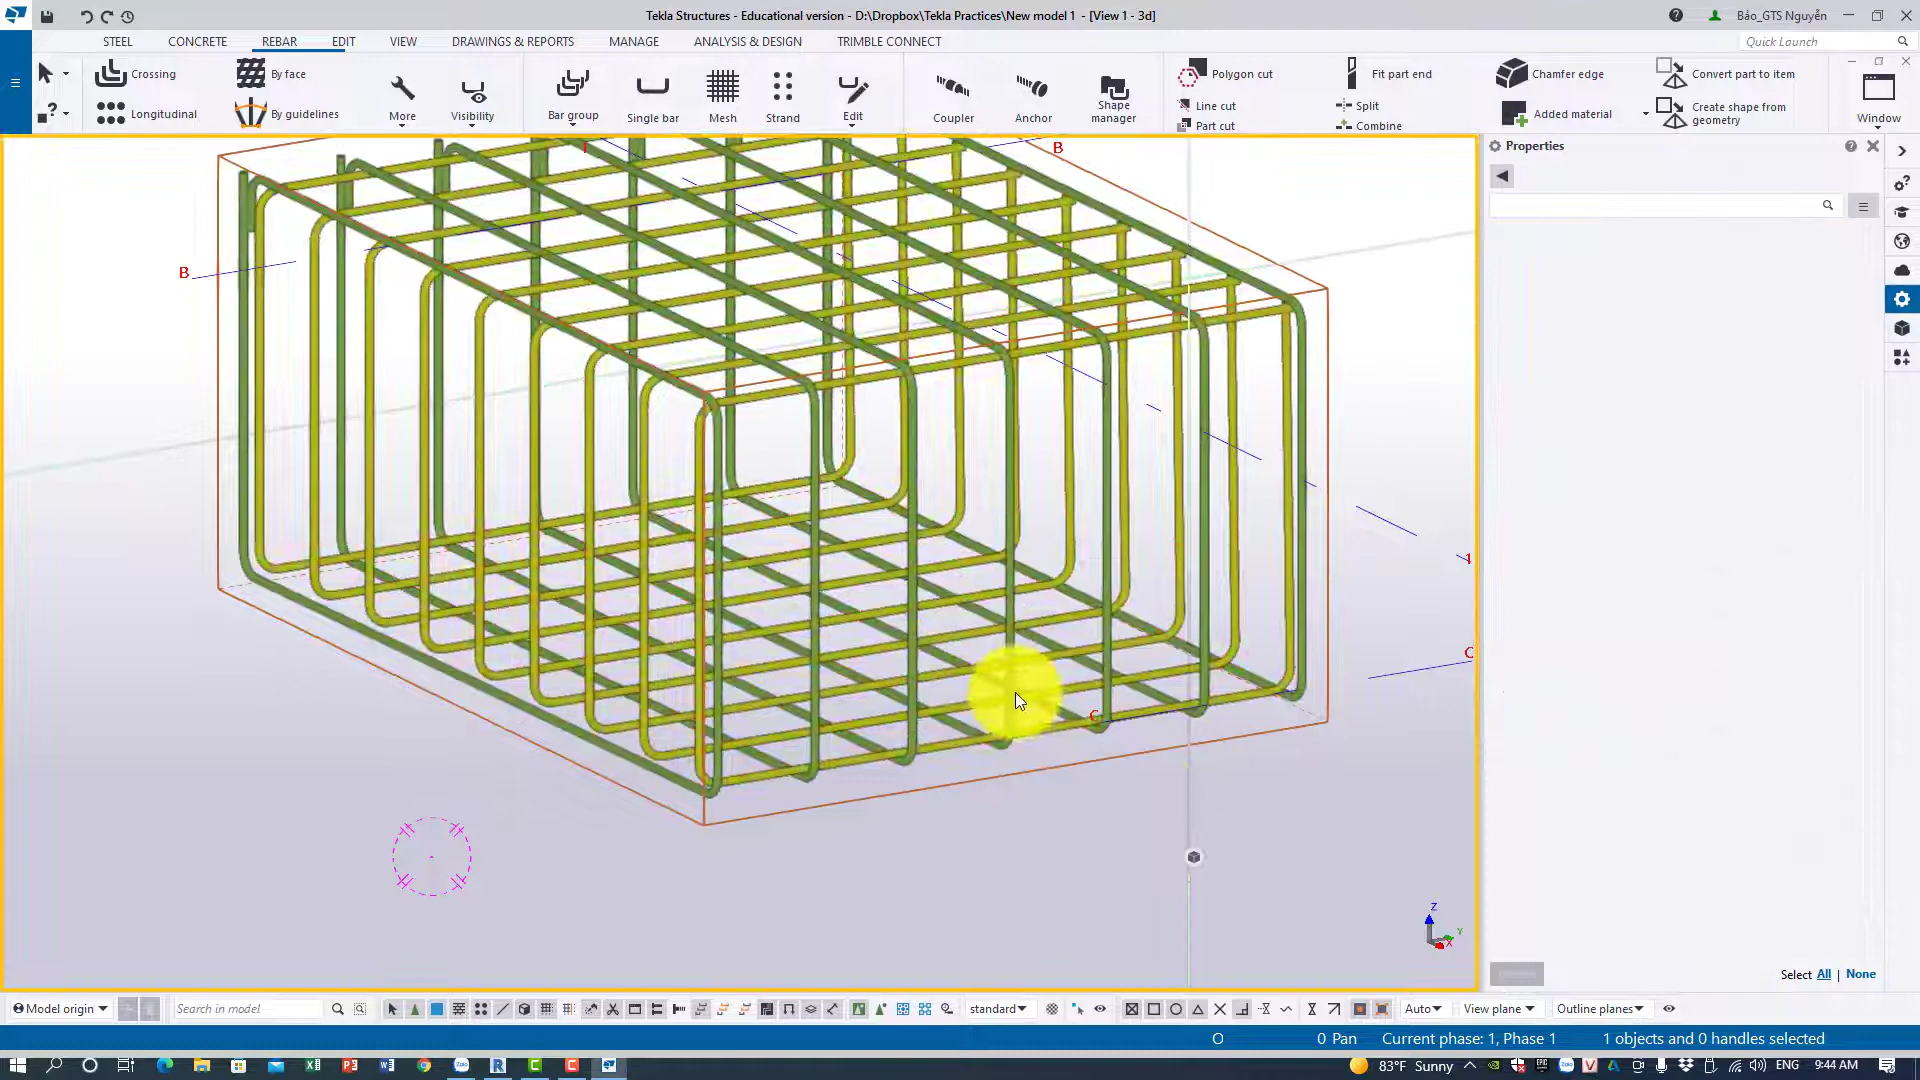 Tekla Structures - Educational version - D:\Dropbox\Tekla Practices\New model 1 - [View 1 - 3d]
Bảo_GTS Nguyễn
STEEL CONCRETE REBAR EDIT VIEW DRAWINGS & REPORTS MANAGE ANALYSIS & DESIGN TRIMBLE CONNECT
Quick Launch
Crossing
Longitudinal
By face
By guidelines
More
Visibility
Bar group
Single bar
Mesh
Strand
Edit
Coupler
Anchor
Shape
manager
Polygon cut
Line cut
Part cut
Fit part end
Split
Combine
Chamfer edge
Added material
Convert part to item
Create shape from
geometry
Window
Properties
B
B
1
C
C
Z
Y
X
Select All | None
Model origin
Search in model
standard
Auto
View plane
Outline planes
O
0 Pan
Current phase: 1, Phase 1
1 objects and 0 handles selected
83°F Sunny
ENG
9:44 AM